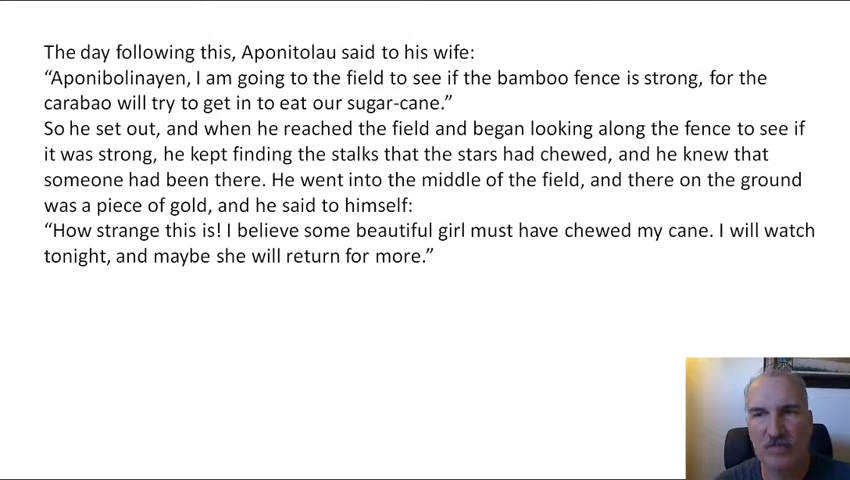 The day following this, Aponitolau said to his wife:
“Aponibolinayen, I am going to the field to see if the bamboo fence is strong, for the
carabao will try to get in to eat our sugar-cane.”
So he set out, and when he reached the field and began looking along the fence to see if
it was strong, he kept finding the stalks that the stars had chewed, and he knew that
someone had been there. He went into the middle of the field, and there on the ground
was a piece of gold, and he said to himself:
“How strange this is! I believe some beautiful girl must have chewed my cane. I will watch
tonight, and maybe she will return for more.”